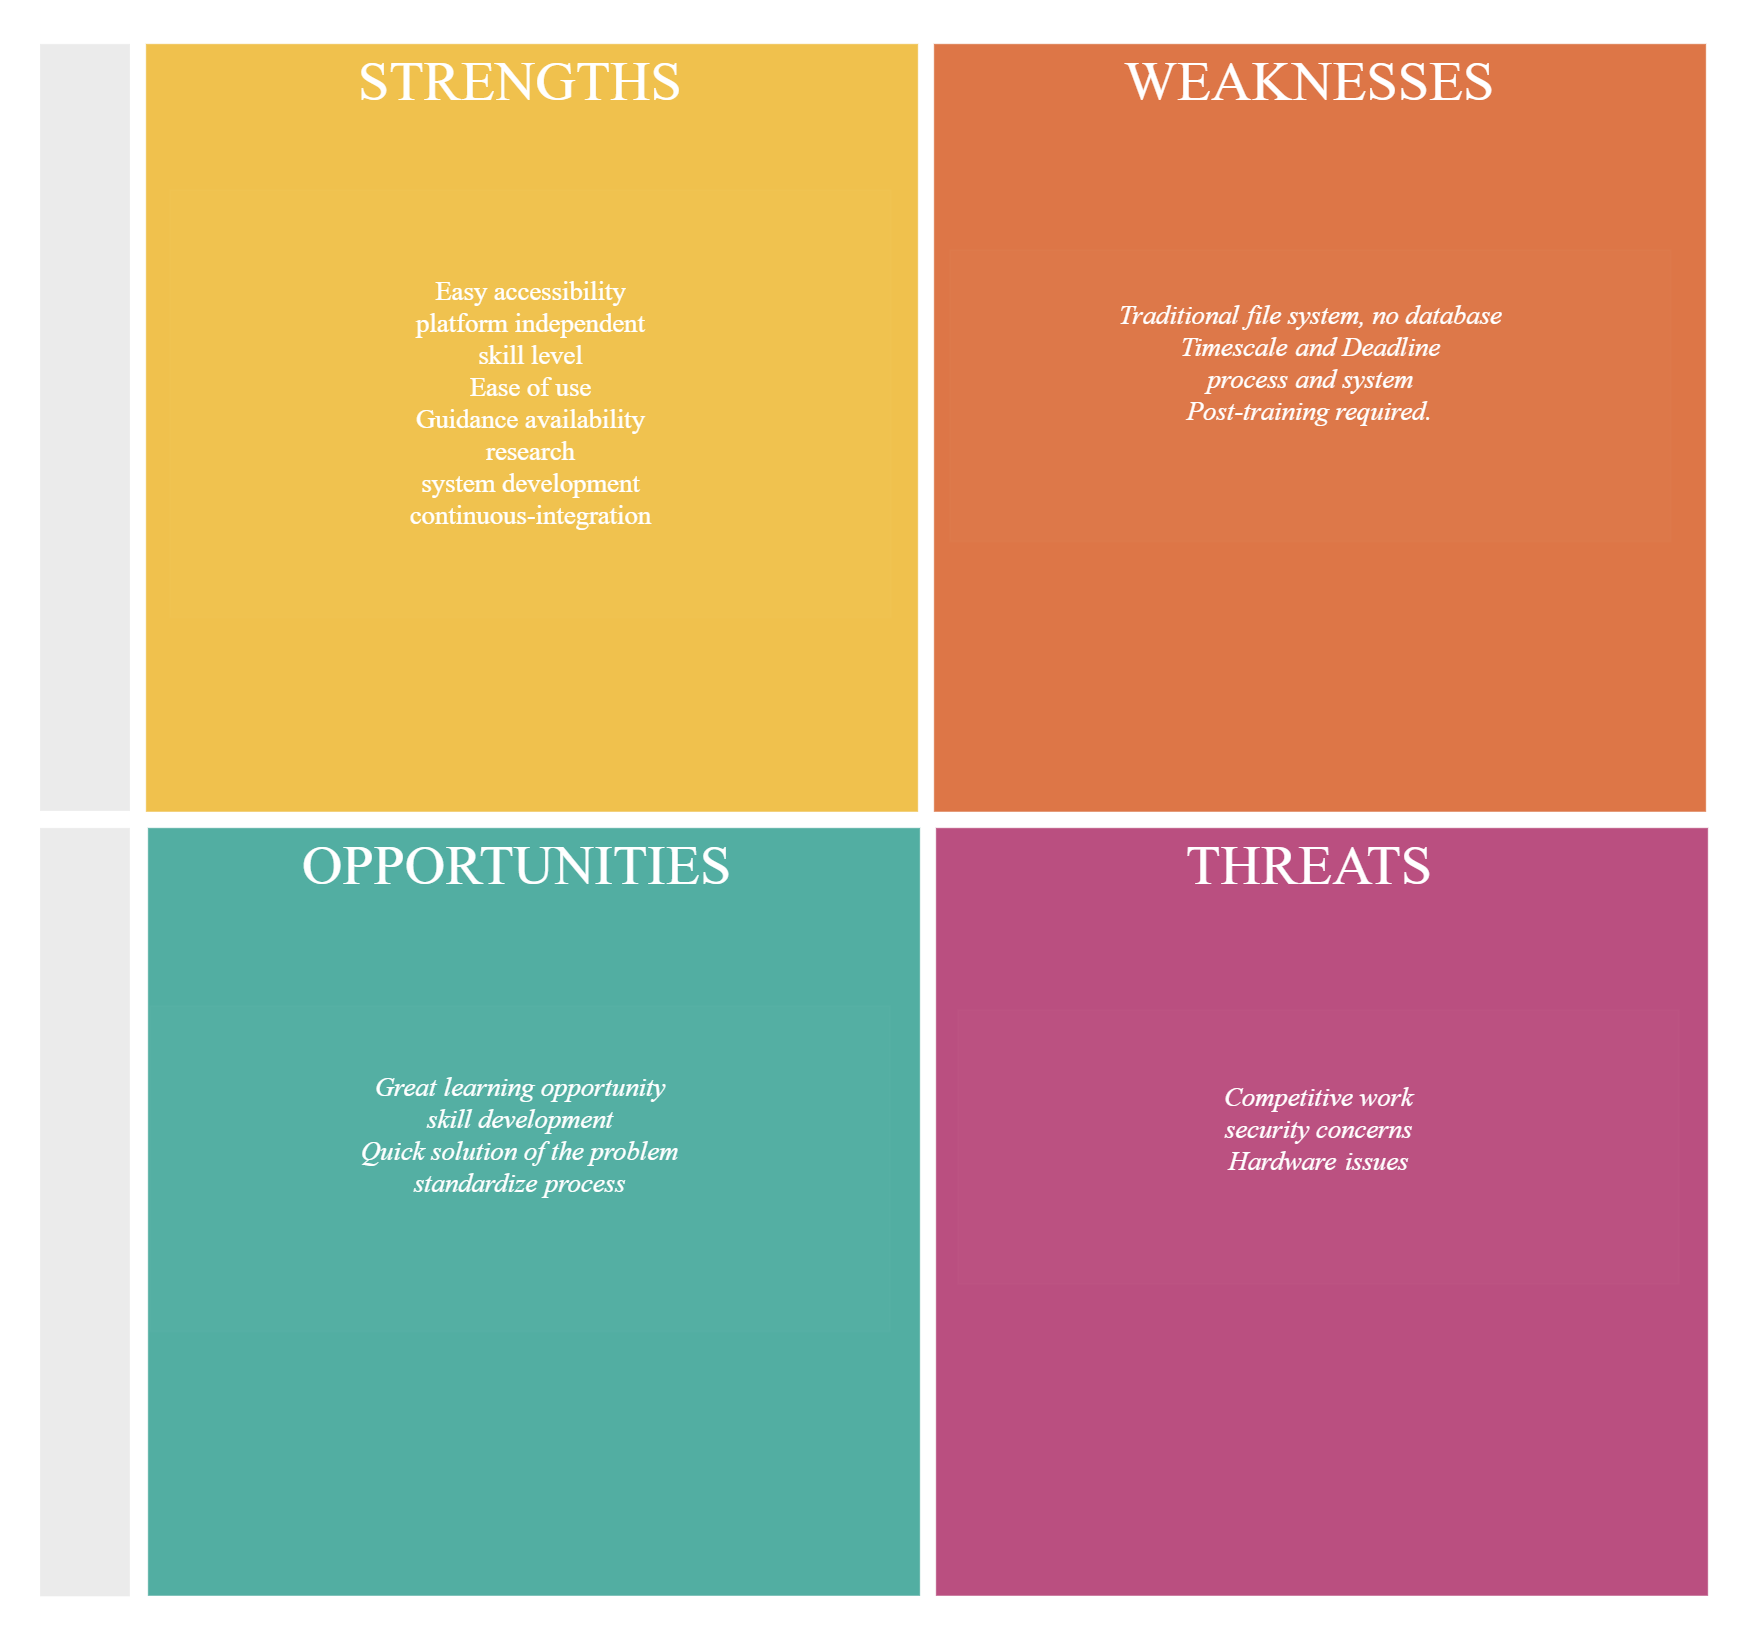 STRENGTHS
Easy accessibility
platform independent
skill level
Ease of use
Guidance availability
research
system development
continuous-integration
WEAKNESSES
Traditional file system, no database
Timescale and Deadline
process and system
Post-training required.
OPPORTUNITIES
Great learning opportunity
skill development
Quick solution of the problem
standardize process
THREATS
Competitive work
security concerns
Hardware issues